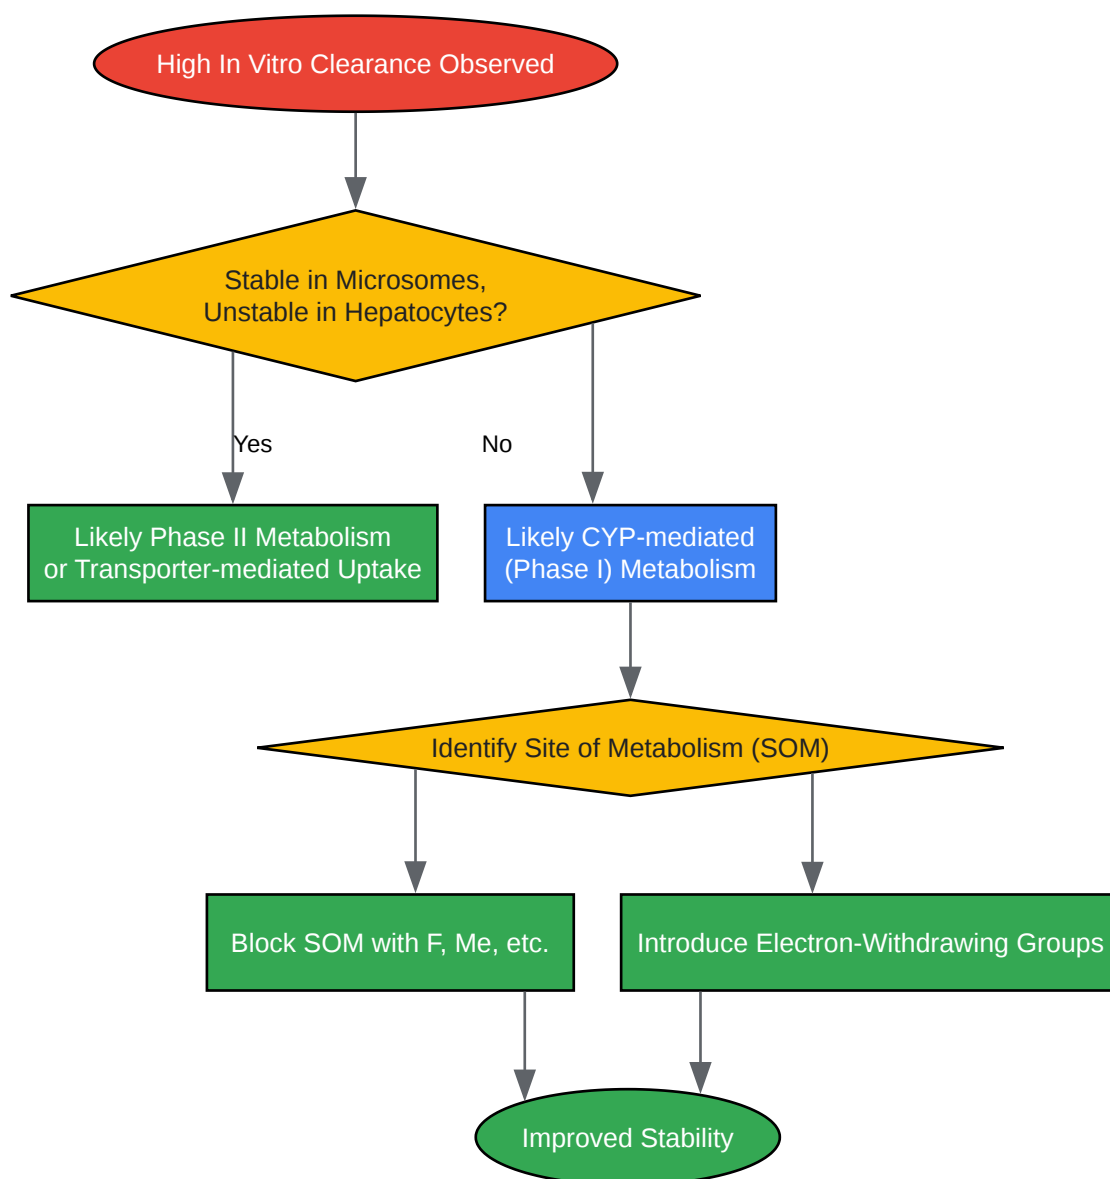 High In Vitro Clearance Observed
Stable in Microsomes,
Unstable in Hepatocytes?
Yes
No
Likely Phase II Metabolism
or Transporter-mediated Uptake
Likely CYP-mediated
(Phase I) Metabolism
Identify Site of Metabolism (SOM)
Block SOM with F, Me, etc.
Introduce Electron-Withdrawing Groups
Improved Stability